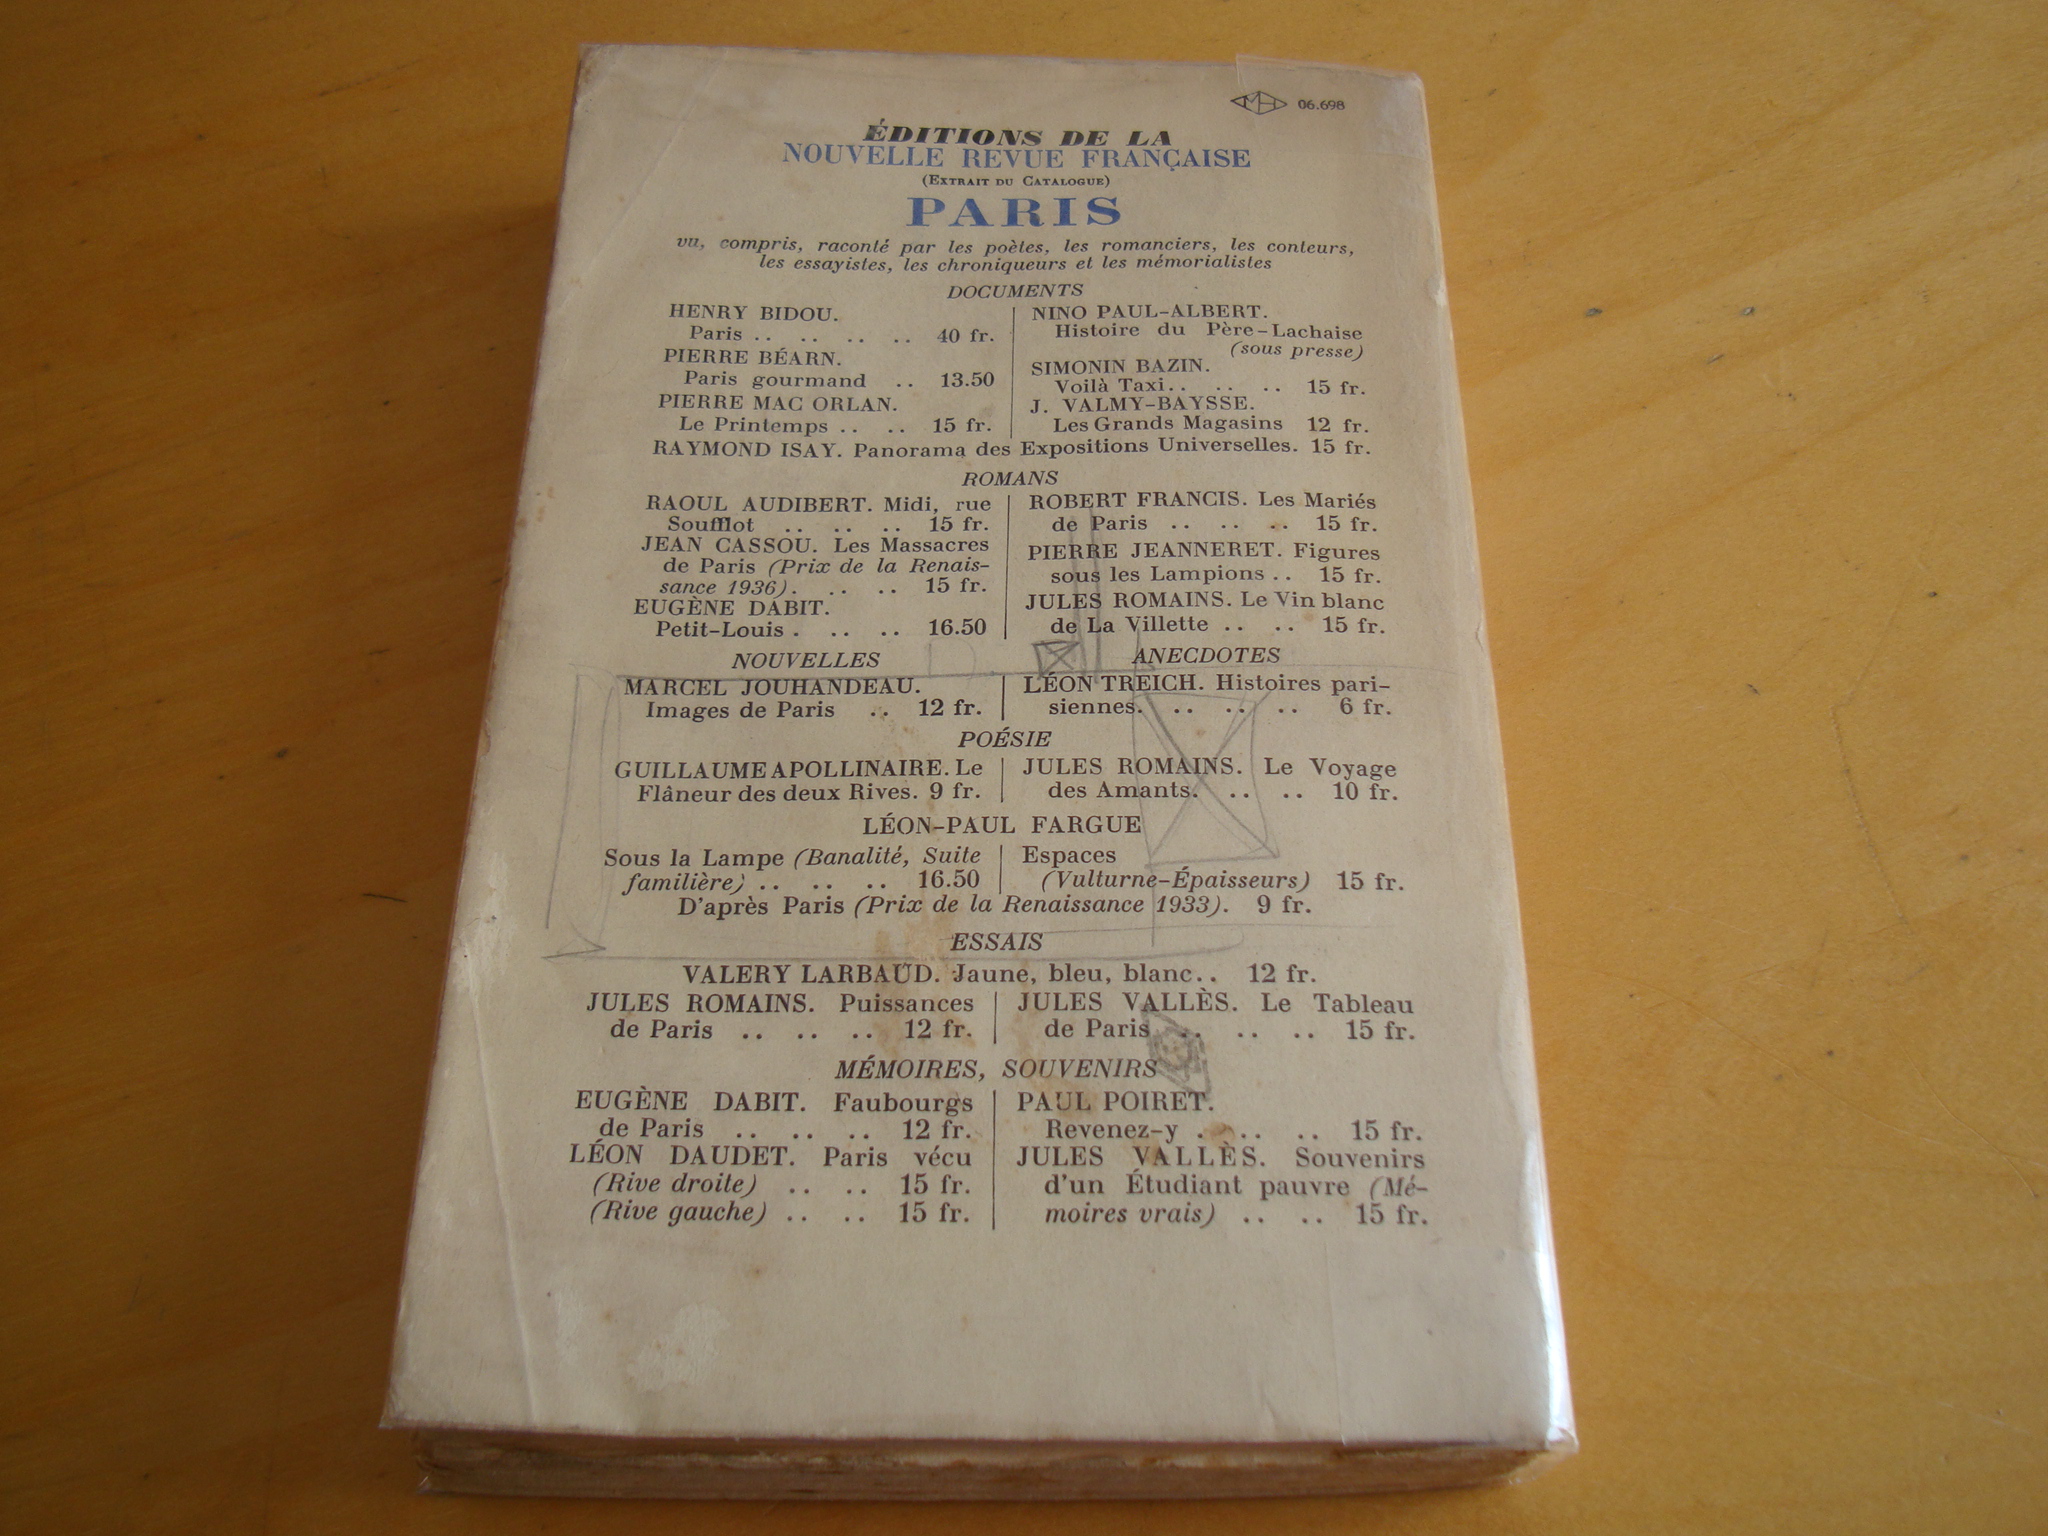 MH 06.698
ÉDITIONS DE LA
NOUVELLE REVUE FRANÇAISE
(EXTRAIT DU CATALOGUE)
PARIS
vu, compris, raconté par les poètes, les romanciers, les conteurs,
les essayistes, les chroniqueurs et les mémorialistes
DOCUMENTS
HENRY BIDOU.
Paris .. .. .. .. 40 fr.
PIERRE BÉARN.
Paris gourmand .. 13.50
PIERRE MAC ORLAN.
Le Printemps .. .. 15 fr.
NINO PAUL-ALBERT.
Histoire du Père-Lachaise
(sous presse)
SIMONIN BAZIN.
Voilà Taxi.. .. .. 15 fr.
J. VALMY-BAYSSE.
Les Grands Magasins 12 fr.
RAYMOND ISAY. Panorama des Expositions Universelles. 15 fr.
ROMANS
RAOUL AUDIBERT. Midi, rue
Soufflot .. .. .. 15 fr.
JEAN CASSOU. Les Massacres
de Paris (Prix de la Renais-
sance 1936). .. .. 15 fr.
EUGÈNE DABIT.
Petit-Louis . .. .. 16.50
ROBERT FRANCIS. Les Mariés
de Paris .. .. .. 15 fr.
PIERRE JEANNERET. Figures
sous les Lampions .. 15 fr.
JULES ROMAINS. Le Vin blanc
de La Villette .. .. 15 fr.
NOUVELLES
MARCEL JOUHANDEAU.
Images de Paris .. 12 fr.
ANECDOTES
LÉON TREICH. Histoires pari-
siennes. .. .. .. 6 fr.
POÉSIE
GUILLAUME APOLLINAIRE. Le
Flâneur des deux Rives. 9 fr.
JULES ROMAINS. Le Voyage
des Amants. .. .. 10 fr.
LÉON-PAUL FARGUE
Sous la Lampe (Banalité, Suite
familière) .. .. .. 16.50
Espaces
(Vulturne-Épaisseurs) 15 fr.
D'après Paris (Prix de la Renaissance 1933). 9 fr.
ESSAIS
VALERY LARBAUD. Jaune, bleu, blanc.. 12 fr.
JULES ROMAINS. Puissances
de Paris .. .. .. 12 fr.
JULES VALLÈS. Le Tableau
de Paris .. .. .. 15 fr.
MÉMOIRES, SOUVENIRS
EUGÈNE DABIT. Faubourgs
de Paris .. .. .. 12 fr.
LÉON DAUDET. Paris vécu
(Rive droite) .. .. 15 fr.
(Rive gauche) .. .. 15 fr.
PAUL POIRET.
Revenez-y . .. .. 15 fr.
JULES VALLÈS. Souvenirs
d'un Étudiant pauvre (Mé-
moires vrais) .. .. 15 fr.